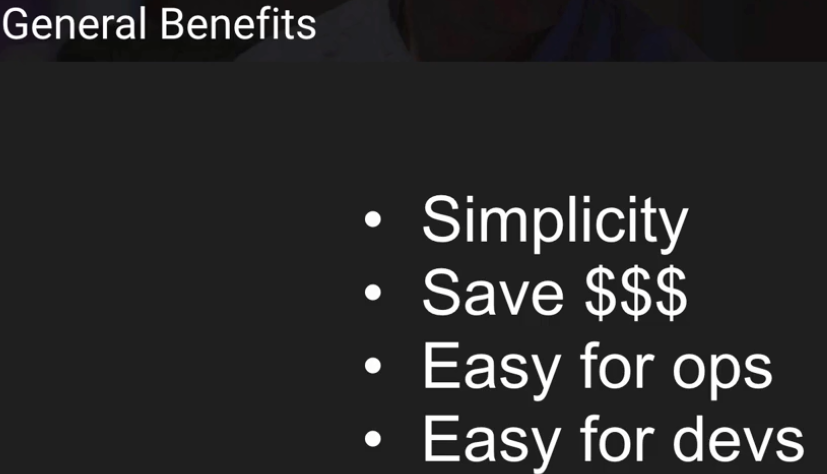 General Benefits
• Simplicity
• Save $$$
• Easy for ops
• Easy for devs